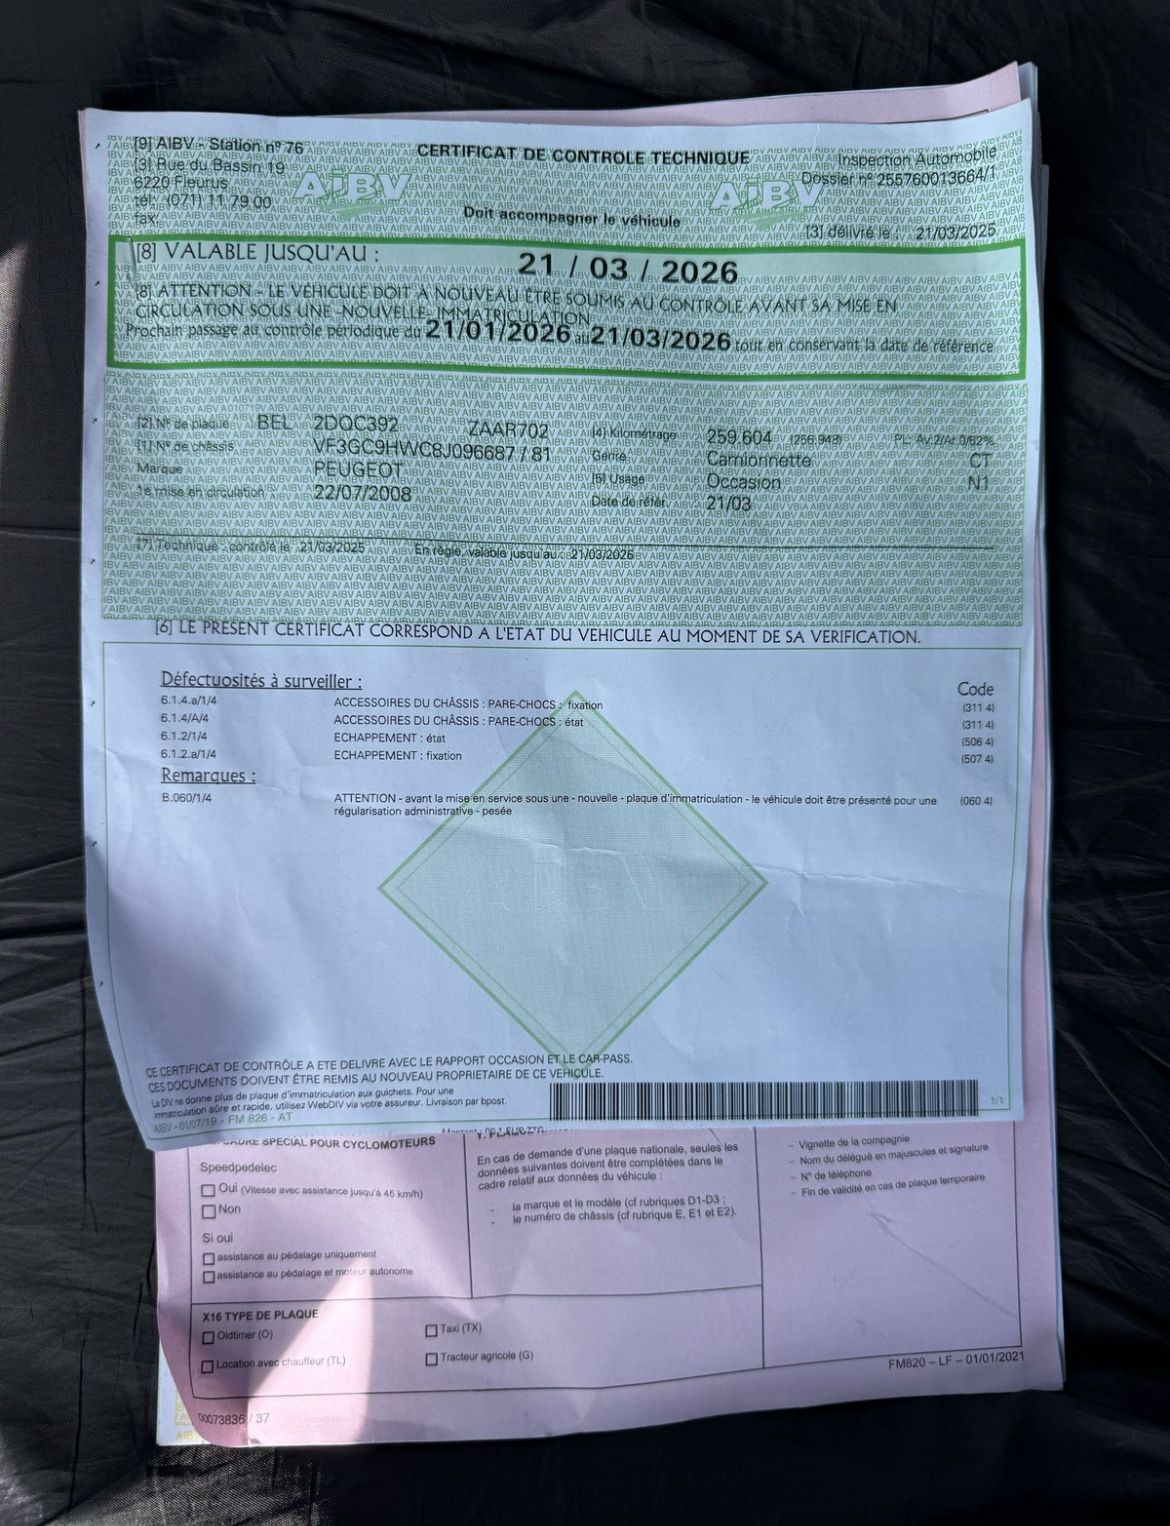 [9] AIBV - Station nº 76
[3] Rue du Bassin 19
6220 Fleurus
tél: (071) 11 79 00
fax:
AIBV
CERTIFICAT DE CONTROLE TECHNIQUE
Doit accompagner le véhicule
AIBV
Inspection Automobile
Dossier nº 255760013664/1
[3] délivré le : 21/03/2025
[8] VALABLE JUSQU'AU : 21 / 03 / 2026
[8] ATTENTION - LE VÉHICULE DOIT À NOUVEAU ÊTRE SOUMIS AU CONTRÔLE AVANT SA MISE EN
CIRCULATION SOUS UNE -NOUVELLE- IMMATRICULATION
Prochain passage au contrôle périodique du 21/01/2026 au 21/03/2026 tout en conservant la date de référence
[2] Nº de plaque BEL 2DQC392 ZAAR702 [4] Kilométrage 259.604 (256.948) PL: Av.2/Ar.0/62%
[1] Nº de châssis VF3GC9HWC8J096687 / 81 Genre Camionnette CT
Marque PEUGEOT [5] Usage Occasion N1
1e mise en circulation 22/07/2008 Date de référ. 21/03
[7] Technique : contrôlé le 21/03/2025 En règle, valable jusqu'au : 21/03/2026
[6] LE PRESENT CERTIFICAT CORRESPOND A L'ETAT DU VEHICULE AU MOMENT DE SA VERIFICATION.
Défectuosités à surveiller : Code
6.1.4.a/1/4 ACCESSOIRES DU CHÂSSIS : PARE-CHOCS : fixation (311 4)
6.1.4/A/4 ACCESSOIRES DU CHÂSSIS : PARE-CHOCS : état (311 4)
6.1.2/1/4 ECHAPPEMENT : état (506 4)
6.1.2.a/1/4 ECHAPPEMENT : fixation (507 4)
Remarques :
B.060/1/4 ATTENTION - avant la mise en service sous une - nouvelle - plaque d'immatriculation - le véhicule doit être présenté pour une (060 4)
régularisation administrative - pesée
AIBV
CE CERTIFICAT DE CONTRÔLE A ETE DELIVRE AVEC LE RAPPORT OCCASION ET LE CAR-PASS.
CES DOCUMENTS DOIVENT ÊTRE REMIS AU NOUVEAU PROPRIETAIRE DE CE VEHICULE.
La DIV ne donne plus de plaque d'immatriculation aux guichets. Pour une
immatriculation sûre et rapide, utilisez WebDIV via votre assureur. Livraison par bpost.
AIBV - 01/07/19 - FM 826 - AT
1/1
CADRE SPECIAL POUR CYCLOMOTEURS
Speedpedelec
Oui (Vitesse avec assistance jusqu'à 45 km/h)
Non
Si oui
assistance au pédalage uniquement
assistance au pédalage et moteur autonome
En cas de demande d'une plaque nationale, seules les
données suivantes doivent être complétées dans le
cadre relatif aux données du véhicule :
- la marque et le modèle (cf rubriques D1-D3 ;
- le numéro de châssis (cf rubrique E, E1 et E2).
- Vignette de la compagnie
- Nom du délégué en majuscules et signature
- N° de téléphone
- Fin de validité en cas de plaque temporaire
X16 TYPE DE PLAQUE
Oldtimer (O)
Taxi (TX)
Location avec chauffeur (TL)
Tracteur agricole (G)
FM820 – LF – 01/01/2021
00073836 / 37